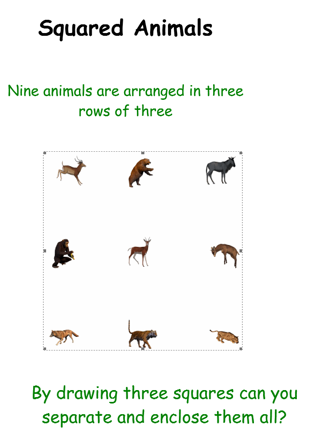 Squared Animals
Nine animals are arranged in three
rows of three
By drawing three squares can you
separate and enclose them all?